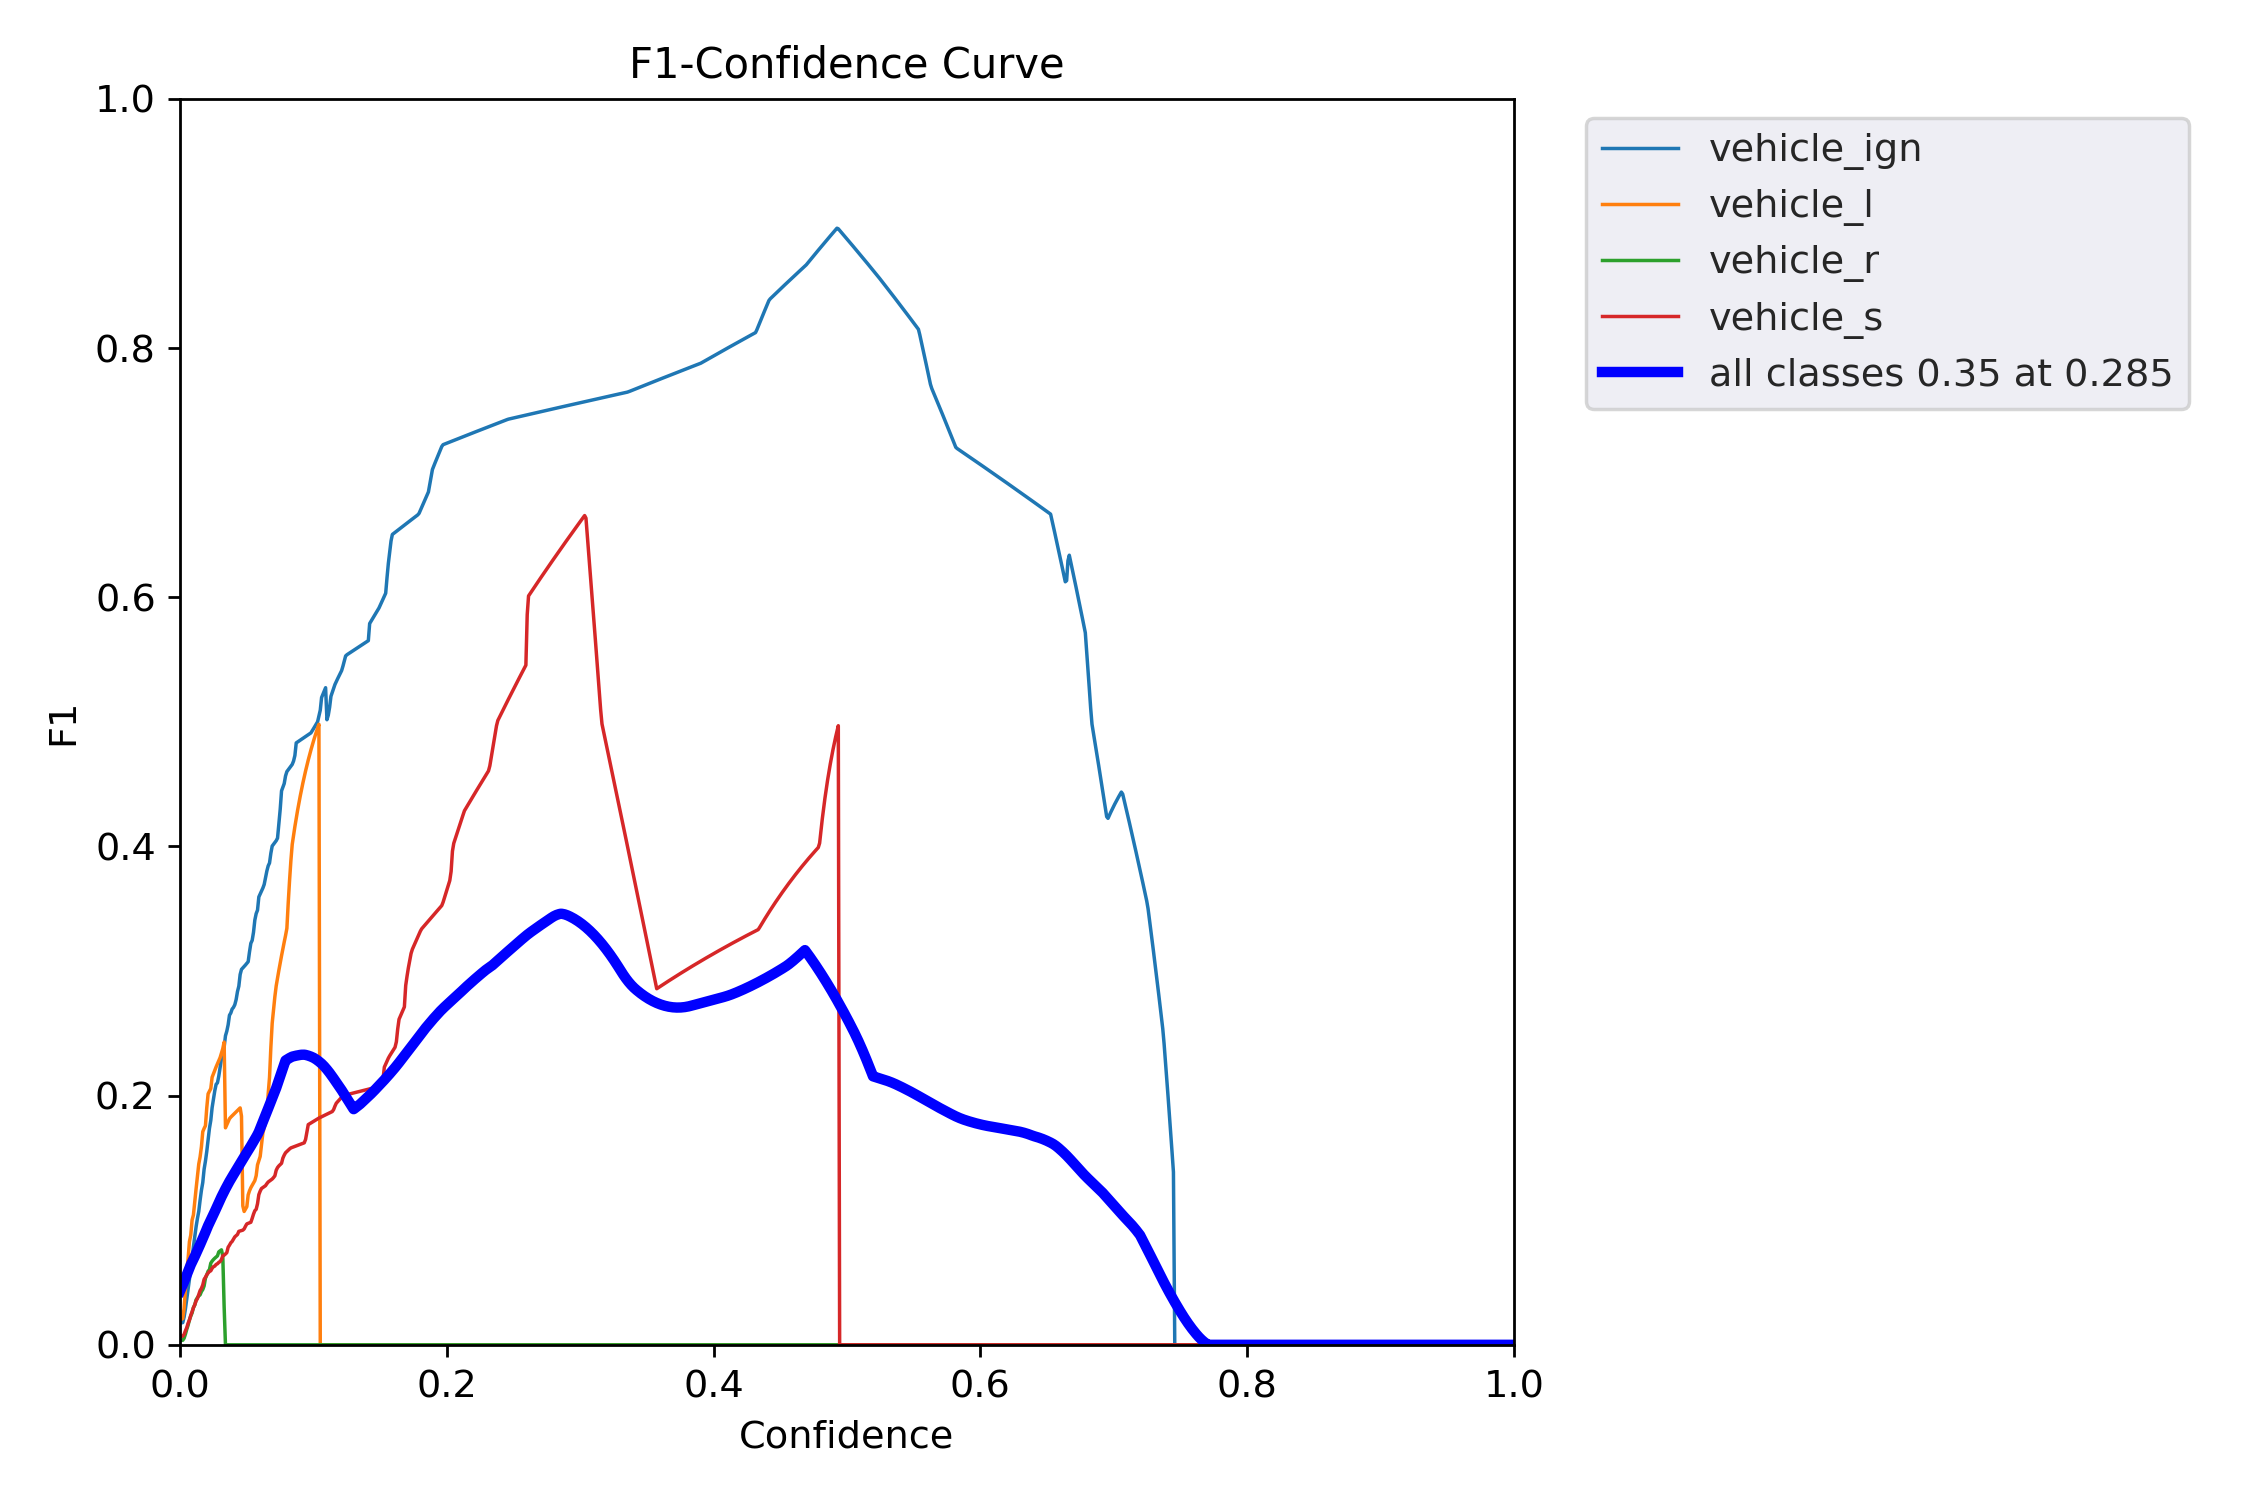 F1-Confidence Curve
1.0
0.8
0.6
0.4
0.2
0.0
F1
0.0 0.2 0.4 0.6 0.8 1.0
Confidence
vehicle_ign
vehicle_l
vehicle_r
vehicle_s
all classes 0.35 at 0.285